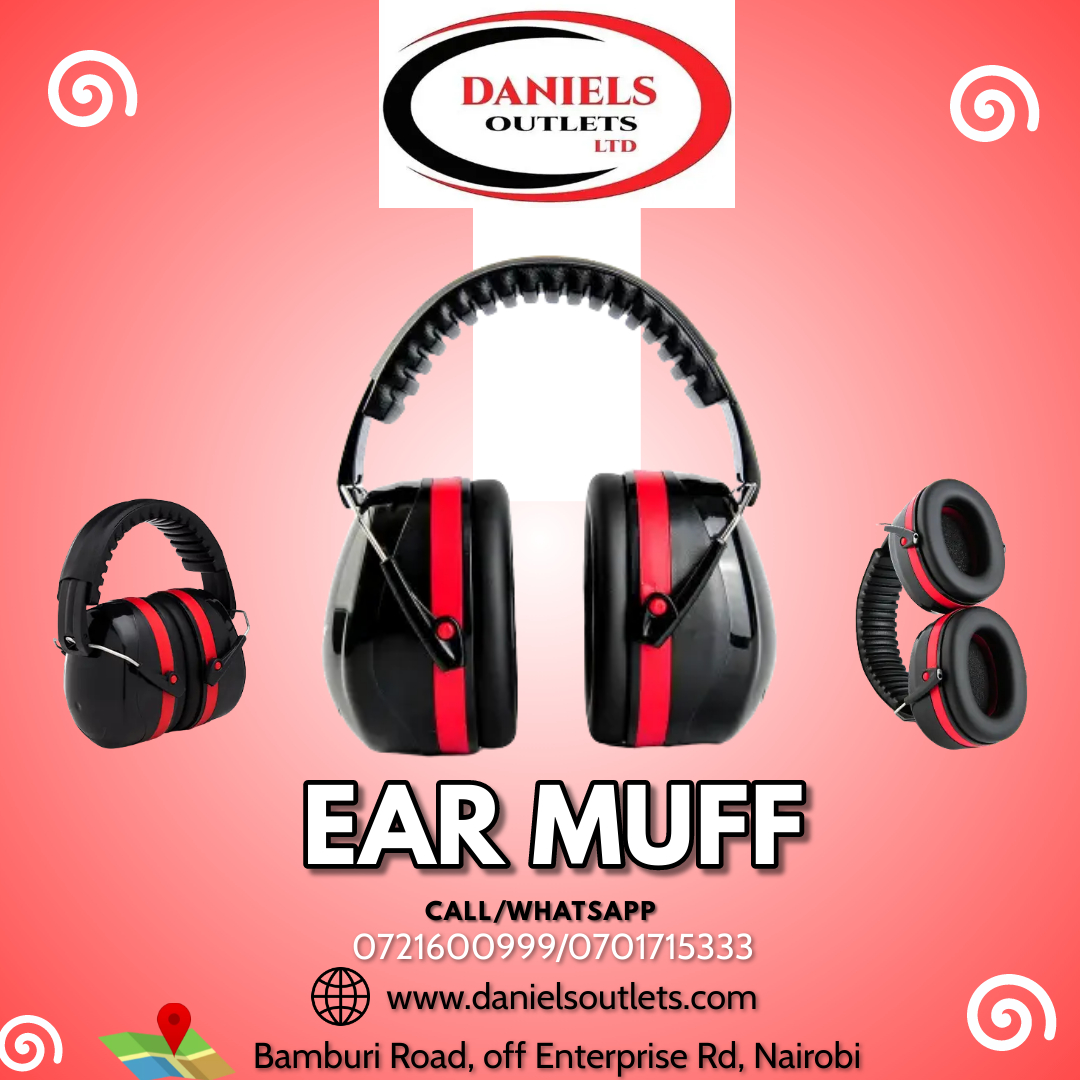 DANIELS
OUTLETS
LTD
EAR MUFF
CALL/WHATSAPP
0721600999/0701715333
www.danielsoutlets.com
Bamburi Road, off Enterprise Rd, Nairobi